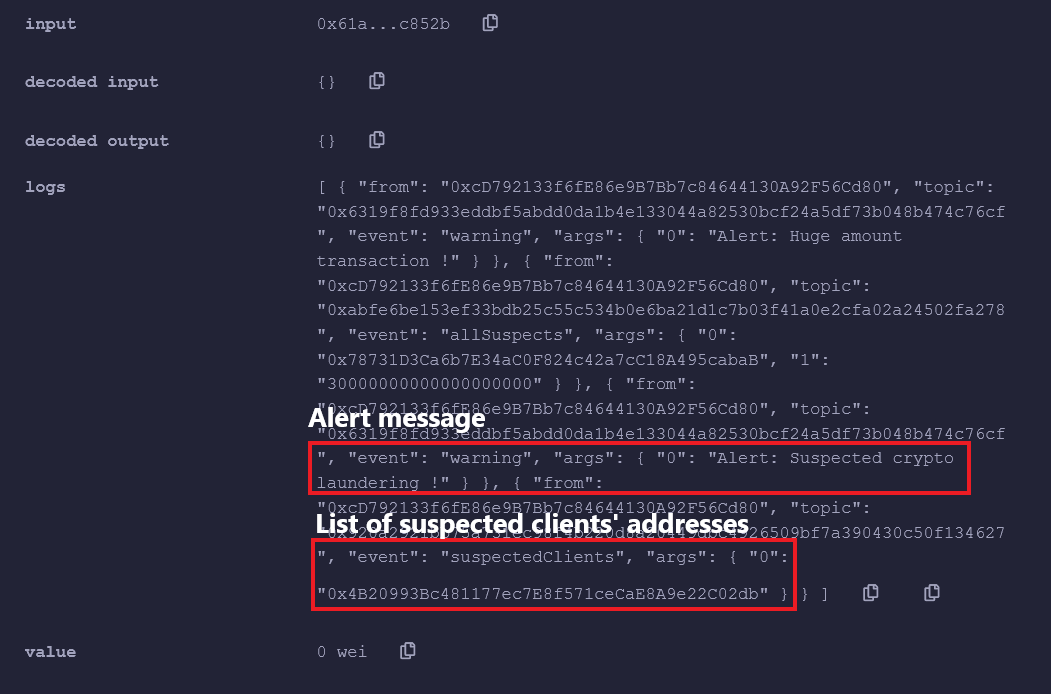 input 0x61a...c852b
decoded input {}
decoded output {}
logs [ { "from": "0xcD792133f6fE86e9B7Bb7c84644130A92F56Cd80", "topic":
"0x6319f8fd933eddbf5abdd0da1b4e133044a82530bcf24a5df73b048b474c76cf
", "event": "warning", "args": { "0": "Alert: Huge amount
transaction !" } }, { "from":
"0xcD792133f6fE86e9B7Bb7c84644130A92F56Cd80", "topic":
"0xabfe6be153ef33bdb25c55c534b0e6ba21d1c7b03f41a0e2cfa02a24502fa278
", "event": "allSuspects", "args": { "0":
"0x78731D3Ca6b7E34aC0F824c42a7cC18A495cabaB", "1":
"30000000000000000000" } }, { "from":
"0xcD792133f6fE86e9B7Bb7c84644130A92F56Cd80", "topic":
Alert message
"0x6319f8fd933eddbf5abdd0da1b4e133044a82530bcf24a5df73b048b474c76cf
", "event": "warning", "args": { "0": "Alert: Suspected crypto
laundering !" } }, { "from":
"0xcD792133f6fE86e9B7Bb7c84644130A92F56Cd80", "topic":
List of suspected clients' addresses
", "event": "suspectedClients", "args": { "0":
"0x4B20993Bc481177ec7E8f571ceCaE8A9e22C02db" } } ]
value 0 wei